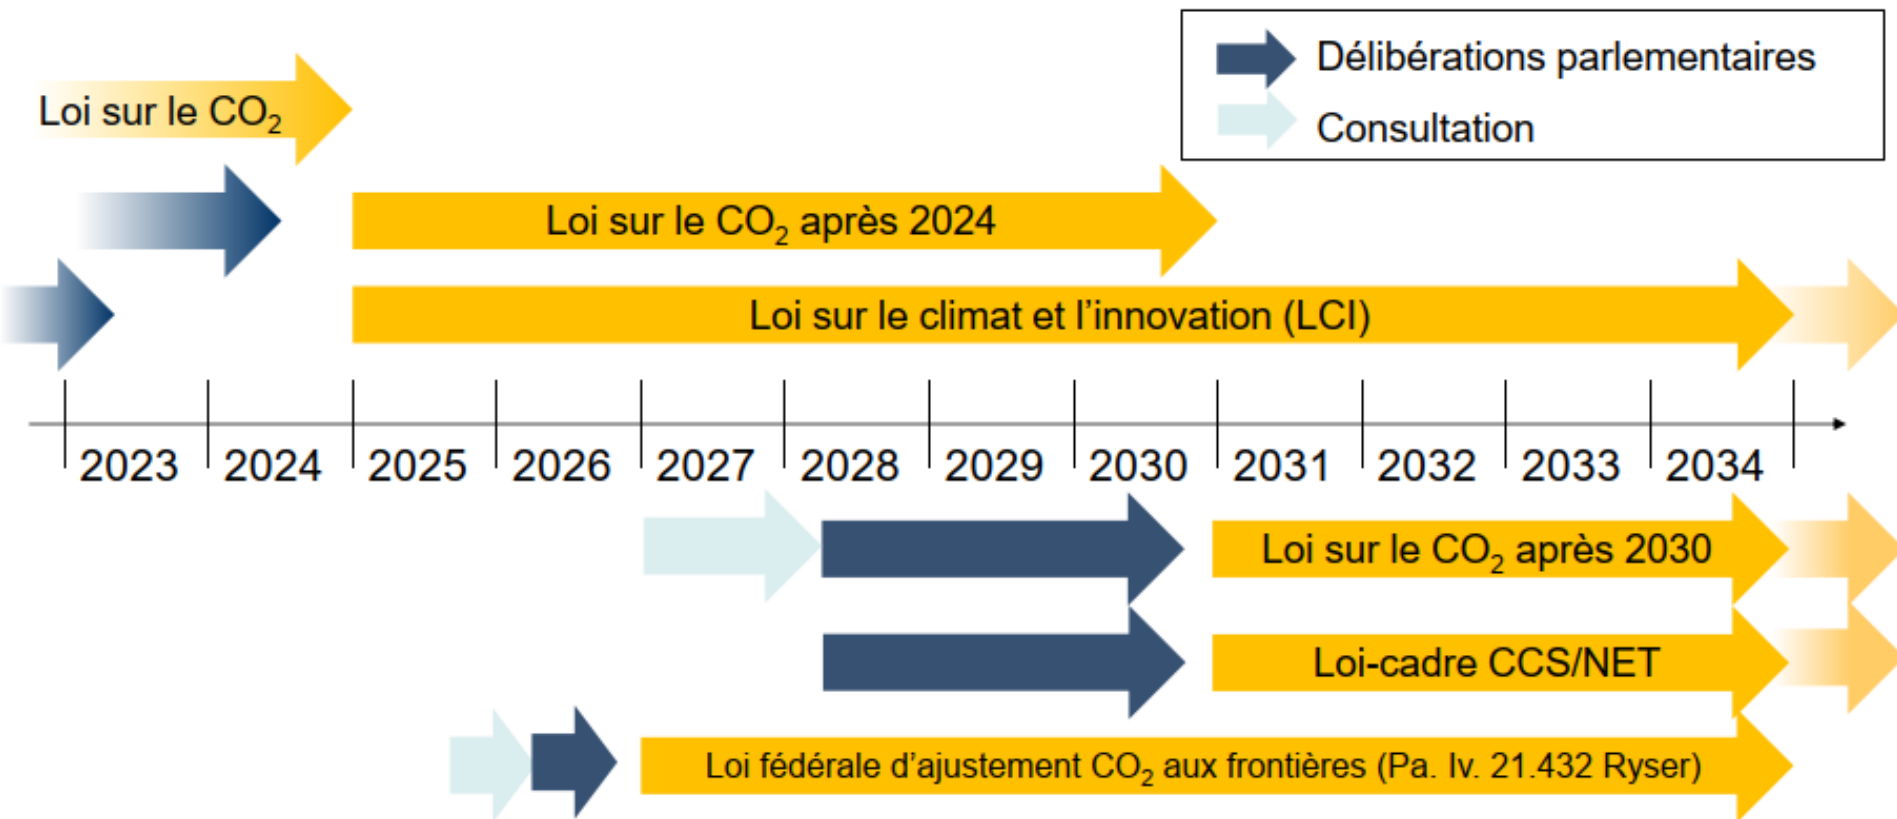 Délibérations parlementaires
Consultation
Loi sur le CO₂
Loi sur le CO₂ après 2024
Loi sur le climat et l'innovation (LCI)
2023 2024 2025 2026 2027 2028 2029 2030 2031 2032 2033 2034
Loi sur le CO₂ après 2030
Loi-cadre CCS/NET
Loi fédérale d'ajustement CO₂ aux frontières (Pa. Iv. 21.432 Ryser)